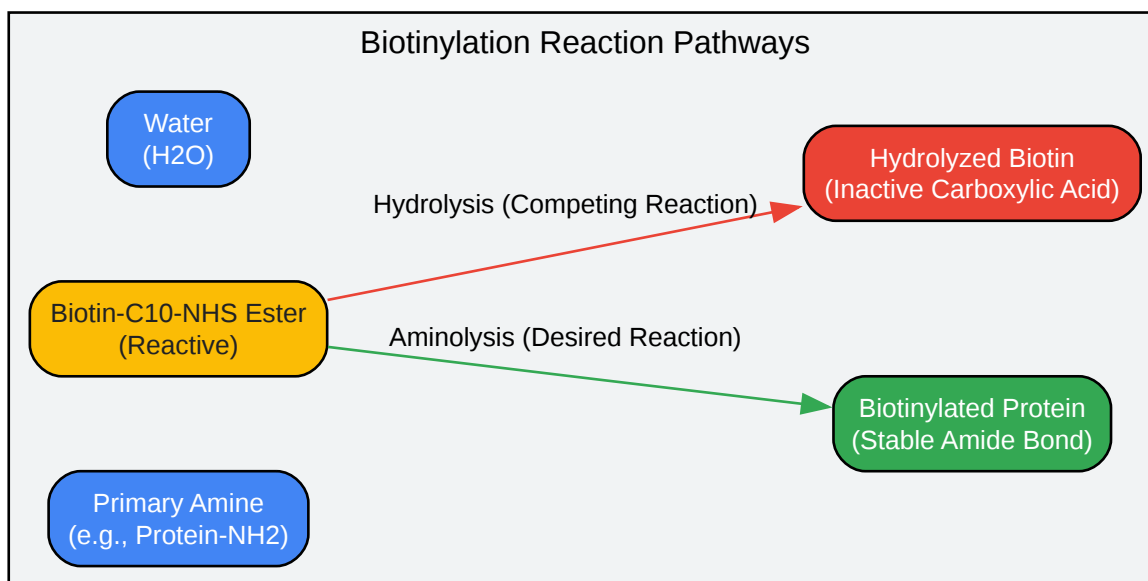 Biotinylation Reaction Pathways
Water
(H2O)
Hydrolyzed Biotin
(Inactive Carboxylic Acid)
Hydrolysis (Competing Reaction)
Biotin-C10-NHS Ester
(Reactive)
Aminolysis (Desired Reaction)
Biotinylated Protein
(Stable Amide Bond)
Primary Amine
(e.g., Protein-NH2)